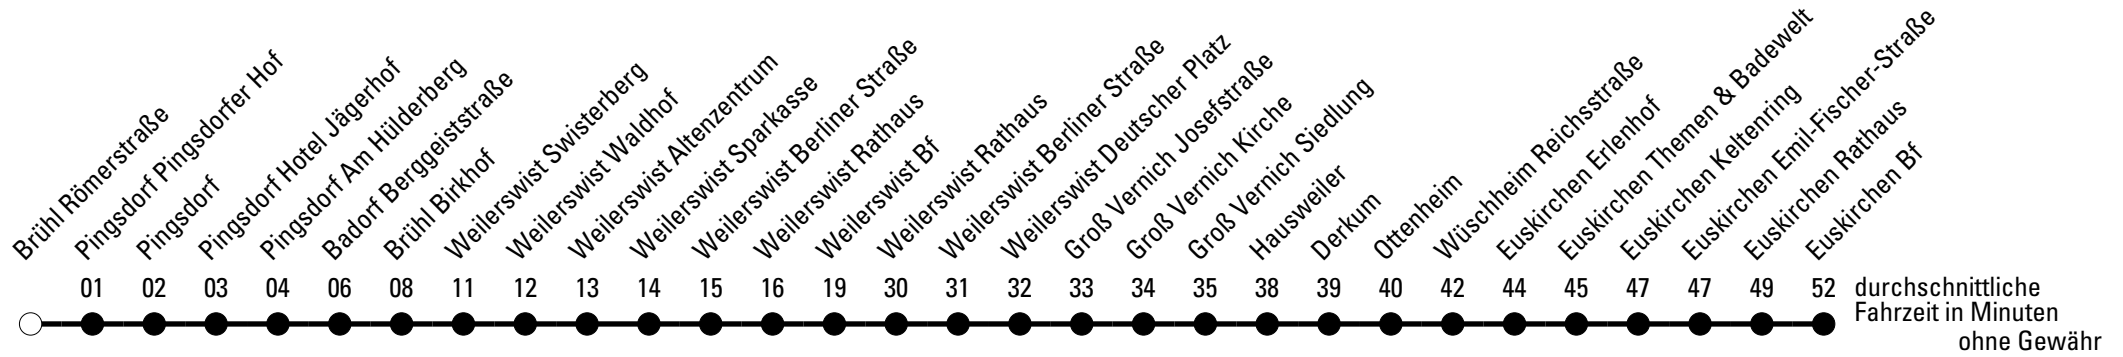 Brühl Römerstraße
Pingsdorf Pingsdorfer Hof
Pingsdorf
Pingsdorf Hotel Jägerhof
Pingsdorf Am Hülderberg
Badorf Berggeiststraße
Brühl Birkhof
Weilerswist Swisterberg
Weilerswist Waldhof
Weilerswist Altenzentrum
Weilerswist Sparkasse
Weilerswist Berliner Straße
Weilerswist Rathaus
Weilerswist Bf
Weilerswist Rathaus
Weilerswist Berliner Straße
Weilerswist Deutscher Platz
Groß Vernich Josefstraße
Groß Vernich Kirche
Groß Vernich Siedlung
Hausweiler
Derkum
Ottenheim
Wüschheim Reichsstraße
Euskirchen Erlenhof
Euskirchen Themen & Badewelt
Euskirchen Keltenring
Euskirchen Emil-Fischer-Straße
Euskirchen Rathaus
Euskirchen Bf
01 02 03 04 06 08 11 12 13 14 15 16 19 30 31 32 33 34 35 38 39 40 42 44 45 47 47 49 52 durchschnittliche
Fahrzeit in Minuten
ohne Gewähr